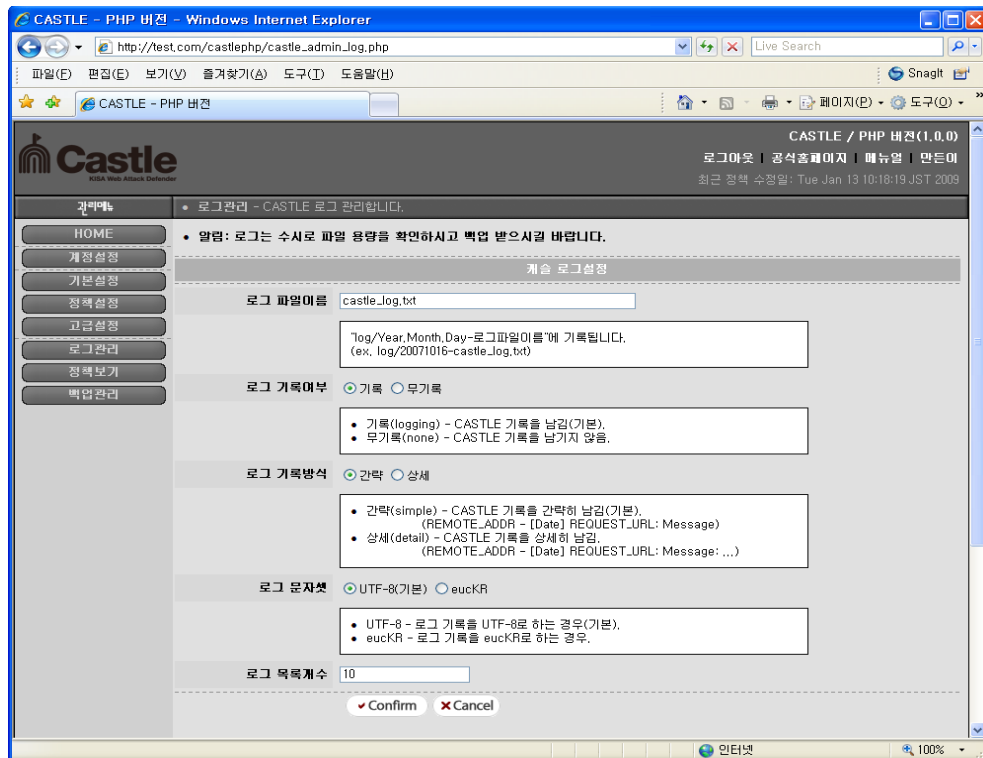 CASTLE - PHP 버전 - Windows Internet Explorer
http://test.com/castlephp/castle_admin_log.php
Live Search
파일(F) 편집(E) 보기(V) 즐겨찾기(A) 도구(T) 도움말(H)
SnagIt
CASTLE - PHP 버전
페이지(P) 도구(O)
Castle
KISA Web Attack Defender
CASTLE / PHP 버전(1.0.0)
로그아웃 | 공식홈페이지 | 메뉴얼 | 만든이
최근 정책 수정일: Tue Jan 13 10:18:19 JST 2009
관리메뉴
• 로그관리 - CASTLE 로그 관리합니다.
HOME
계정설정
기본설정
정책설정
고급설정
로그관리
정책보기
백업관리
• 알림: 로그는 수시로 파일 용량을 확인하시고 백업 받으시길 바랍니다.
캐슬 로그설정
로그 파일이름 castle_log.txt
"log/Year.Month.Day-로그파일이름"에 기록됩니다.
(ex. log/20071016-castle_log.txt)
로그 기록여부 기록 무기록
• 기록(logging) - CASTLE 기록을 남김(기본).
• 무기록(none) - CASTLE 기록을 남기지 않음.
로그 기록방식 간략 상세
• 간략(simple) - CASTLE 기록을 간략히 남김(기본).
(REMOTE_ADDR - [Date] REQUEST_URL: Message)
• 상세(detail) - CASTLE 기록을 상세히 남김.
(REMOTE_ADDR - [Date] REQUEST_URL: Message: ...)
로그 문자셋 UTF-8(기본) eucKR
• UTF-8 - 로그 기록을 UTF-8로 하는 경우(기본).
• eucKR - 로그 기록을 eucKR로 하는 경우.
로그 목록개수 10
Confirm Cancel
인터넷 100%